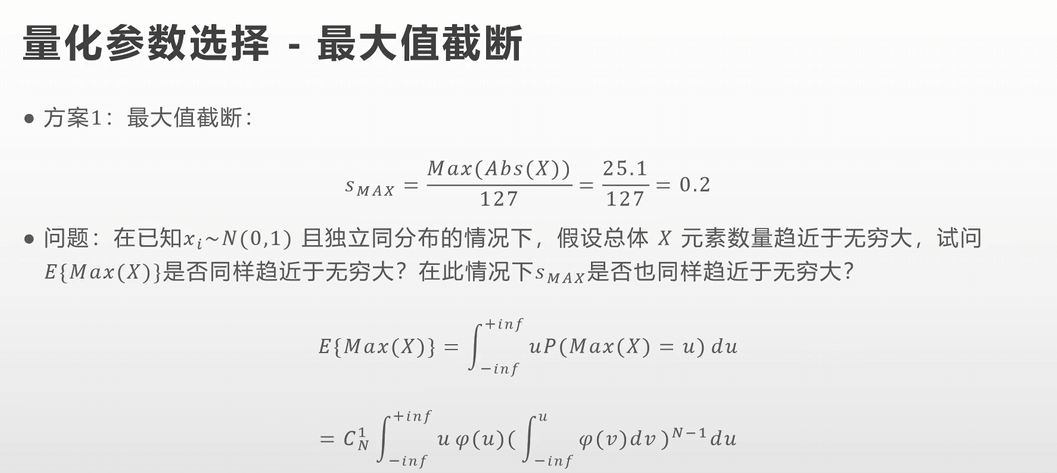 量化参数选择 - 最大值截断
● 方案1：最大值截断：
s_{MAX} = \frac{Max(Abs(X))}{127} = \frac{25.1}{127} = 0.2
● 问题：在已知x_i~N(0,1) 且独立同分布的情况下，假设总体 X 元素数量趋近于无穷大，试问
E{Max(X)}是否同样趋近于无穷大？在此情况下s_{MAX}是否也同样趋近于无穷大？
E{Max(X)} = \int_{-inf}^{+inf} uP(Max(X) = u) du
= C_N^1 \int_{-inf}^{+inf} u φ(u)(\int_{-inf}^{u} φ(v)dv)^{N-1}du